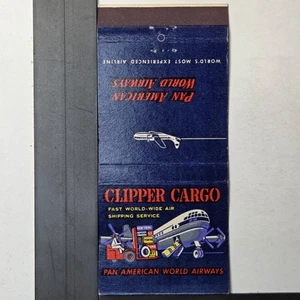 WORLD'S MOST EXPERIENCED AIRLINE
PAN AMERICAN
WORLD AIRWAYS
CLIPPER CARGO
FAST WORLD-WIDE AIR
SHIPPING SERVICE
PAN AMERICAN WORLD AIRWAYS